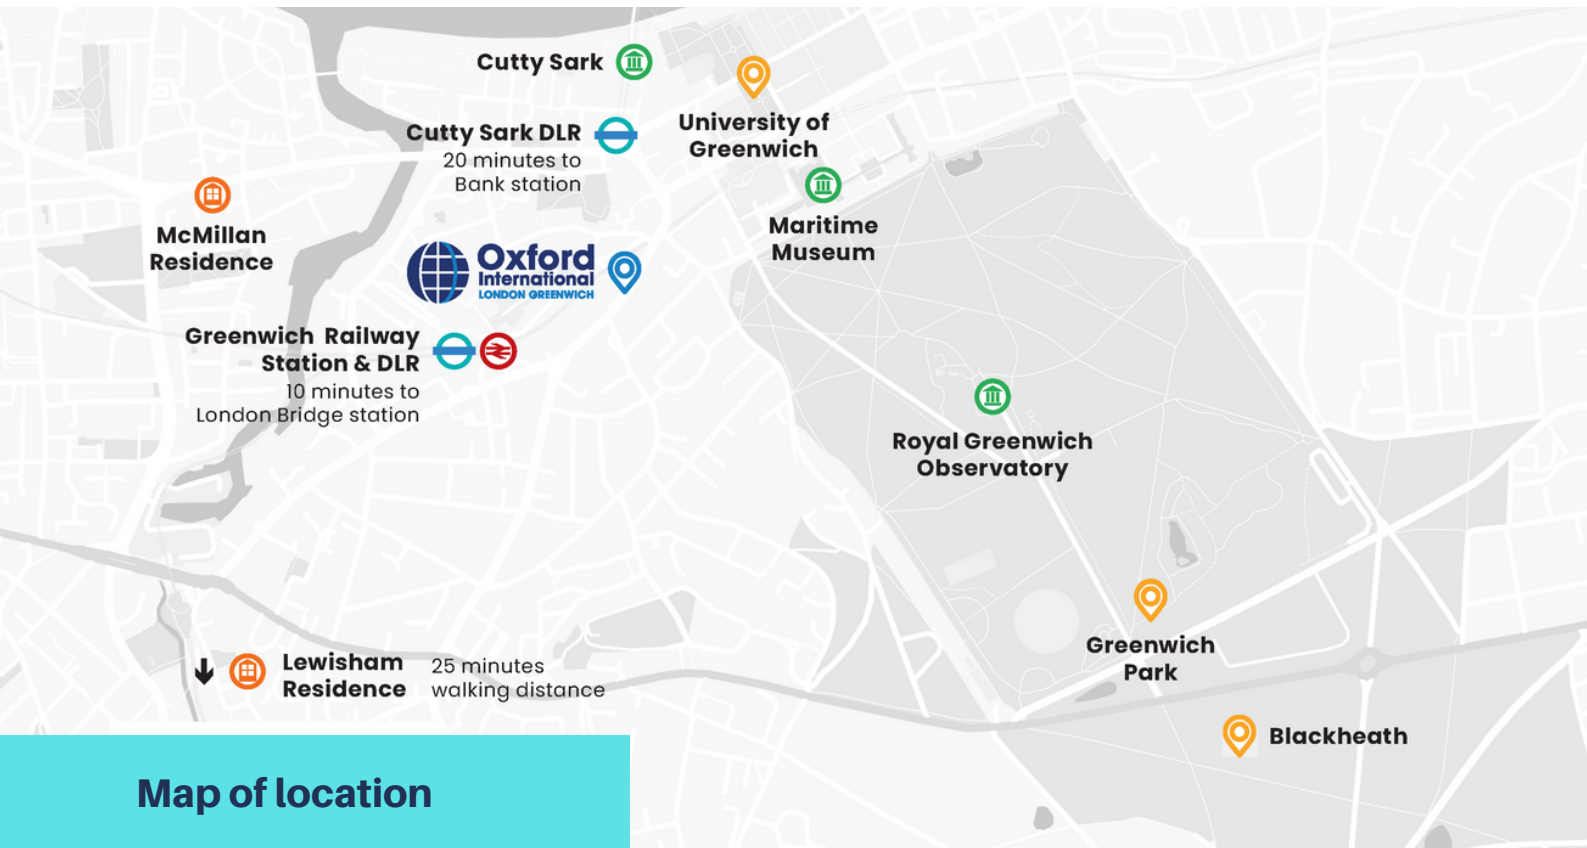 Cutty Sark
Cutty Sark DLR
20 minutes to
Bank station
University of
Greenwich
Maritime
Museum
McMillan
Residence
Oxford
International
LONDON GREENWICH
Greenwich Railway
Station & DLR
10 minutes to
London Bridge station
Royal Greenwich
Observatory
Greenwich
Park
Lewisham
Residence
25 minutes
walking distance
Blackheath
Map of location